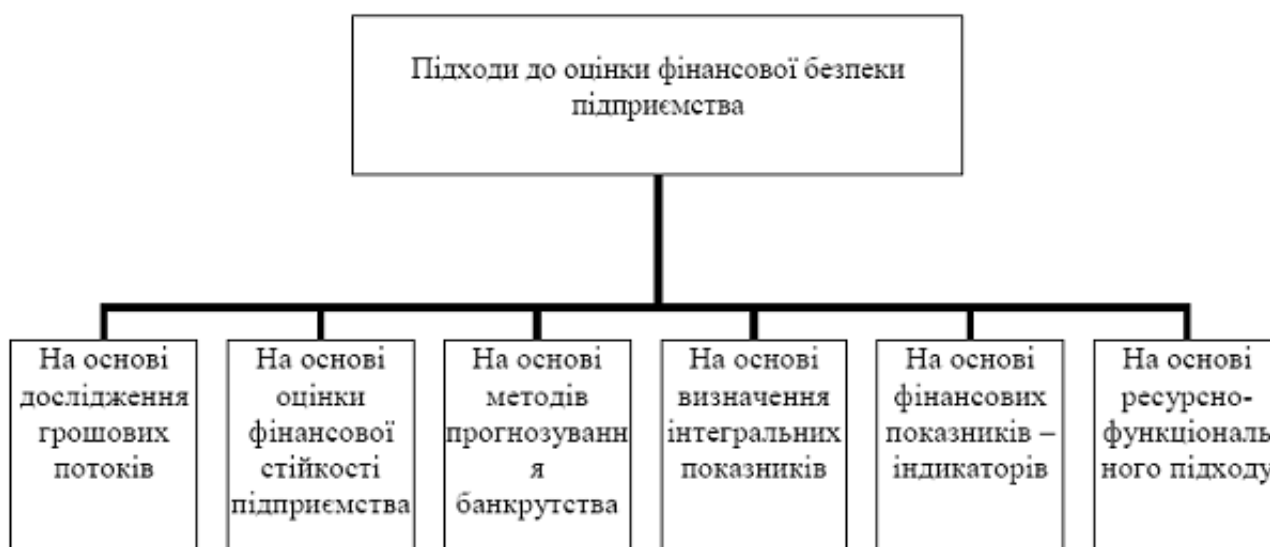 Підходи до оцінки фінансової безпеки
підприємства
На основі
дослідження
грошових
потоків
На основі
оцінки
фінансової
стійкості
підприємства
На основі
методів
прогнозуванн
я
банкрутства
На основі
визначення
інтегральних
показників
На основі
фінансових
показників –
індикаторів
На основі
ресурсно-
функціональ
ного підходу